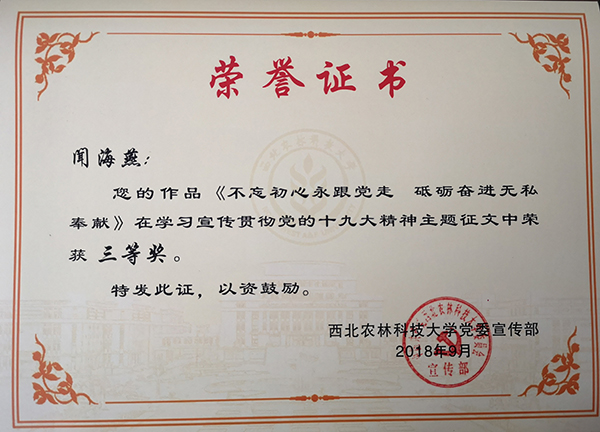 荣誉证书
闻海燕:
您的作品《不忘初心永跟党走 砥砺奋进无私
奉献》在学习宣传贯彻党的十九大精神主题征文中荣
获 三等奖。
特发此证,以资鼓励。
西北农林科技大学党委宣传部
2018年9月
宣传部